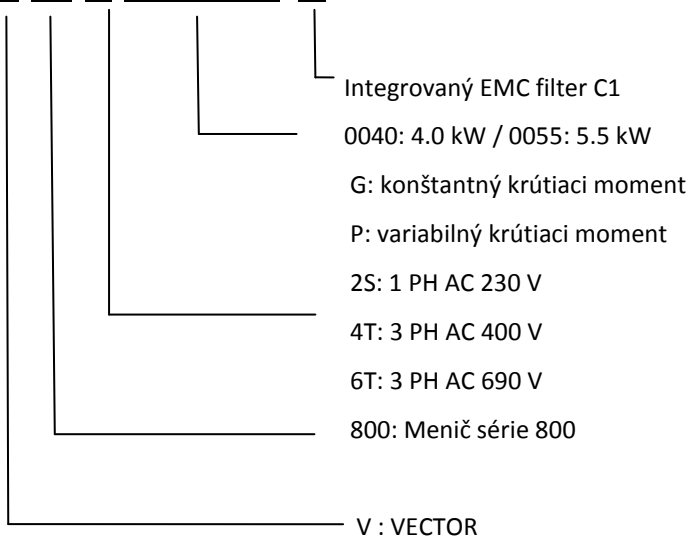 Integrovaný EMC filter C1
0040: 4.0 kW / 0055: 5.5 kW
G: konštantný krútiaci moment
P: variabilný krútiaci moment
2S: 1 PH AC 230 V
4T: 3 PH AC 400 V
6T: 3 PH AC 690 V
800: Menič série 800
V : VECTOR